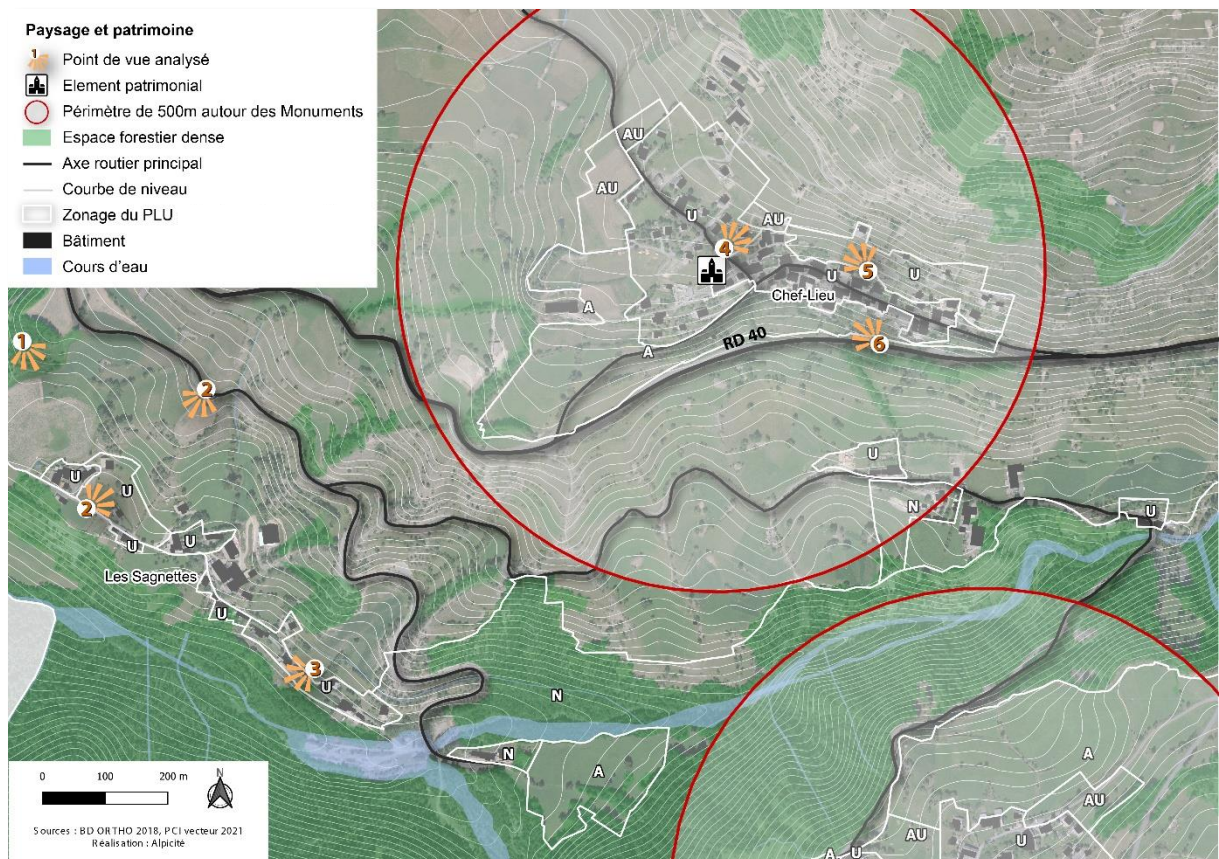 Paysage et patrimoine
1
Point de vue analysé
Element patrimonial
Périmètre de 500m autour des Monuments
Espace forestier dense
Axe routier principal
Courbe de niveau
Zonage du PLU
Bâtiment
Cours d'eau
AU
AU
U
AU
4
5
U
U
Chef-Lieu
A
A
RD 40
6
1
2
U
U
2
U
U
Les Sagnettes
U
3
U
U
N
U
N
N
A
A
AU
AU
U
A
U
0 100 200 m
N
Sources : BD ORTHO 2018, PCI vecteur 2021
Réalisation : Alpicité